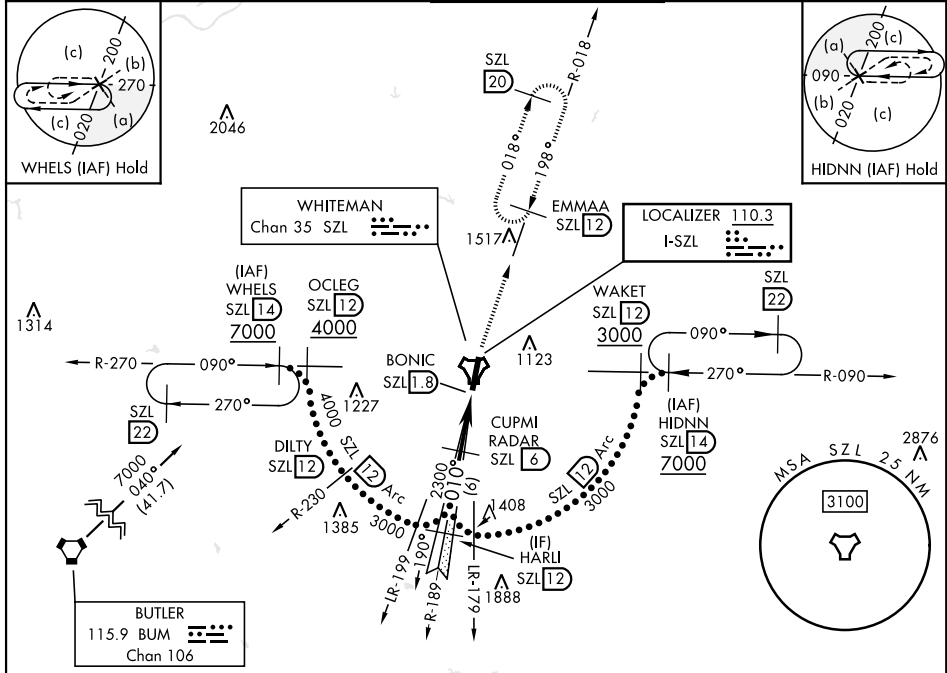 (c)
200
(b)
270
(a)
(c)
020
WHELS (IAF) Hold
2046
SZL
20
R-018
018°
198°
EMMAA
SZL 12
1517
200
(c)
(a)
090
(b)
(c)
020
HIDNN (IAF) Hold
WHITEMAN
Chan 35 SZL
LOCALIZER 110.3
I-SZL
1314
(IAF)
WHELS
SZL 14
7000
OCLEG
SZL 12
4000
WAKET
SZL 12
3000
SZL
22
R-270
090°
270°
SZL
22
BONIC
SZL 1.8
1123
090°
270°
R-090
(IAF)
HIDNN
SZL 14
7000
1227
4000
SZL 12 Arc
DILTY
SZL 12
R-230
1385
3000
CUPMI
RADAR
SZL 6
2300
010°
(6)
1408
SZL 12 Arc
3000
7000
040°
(41.7)
(IF)
HARLI
SZL 12
LR-199
190°
R-189
LR-179
1888
2876
MSA SZL 25 NM
3100
BUTLER
115.9 BUM
Chan 106